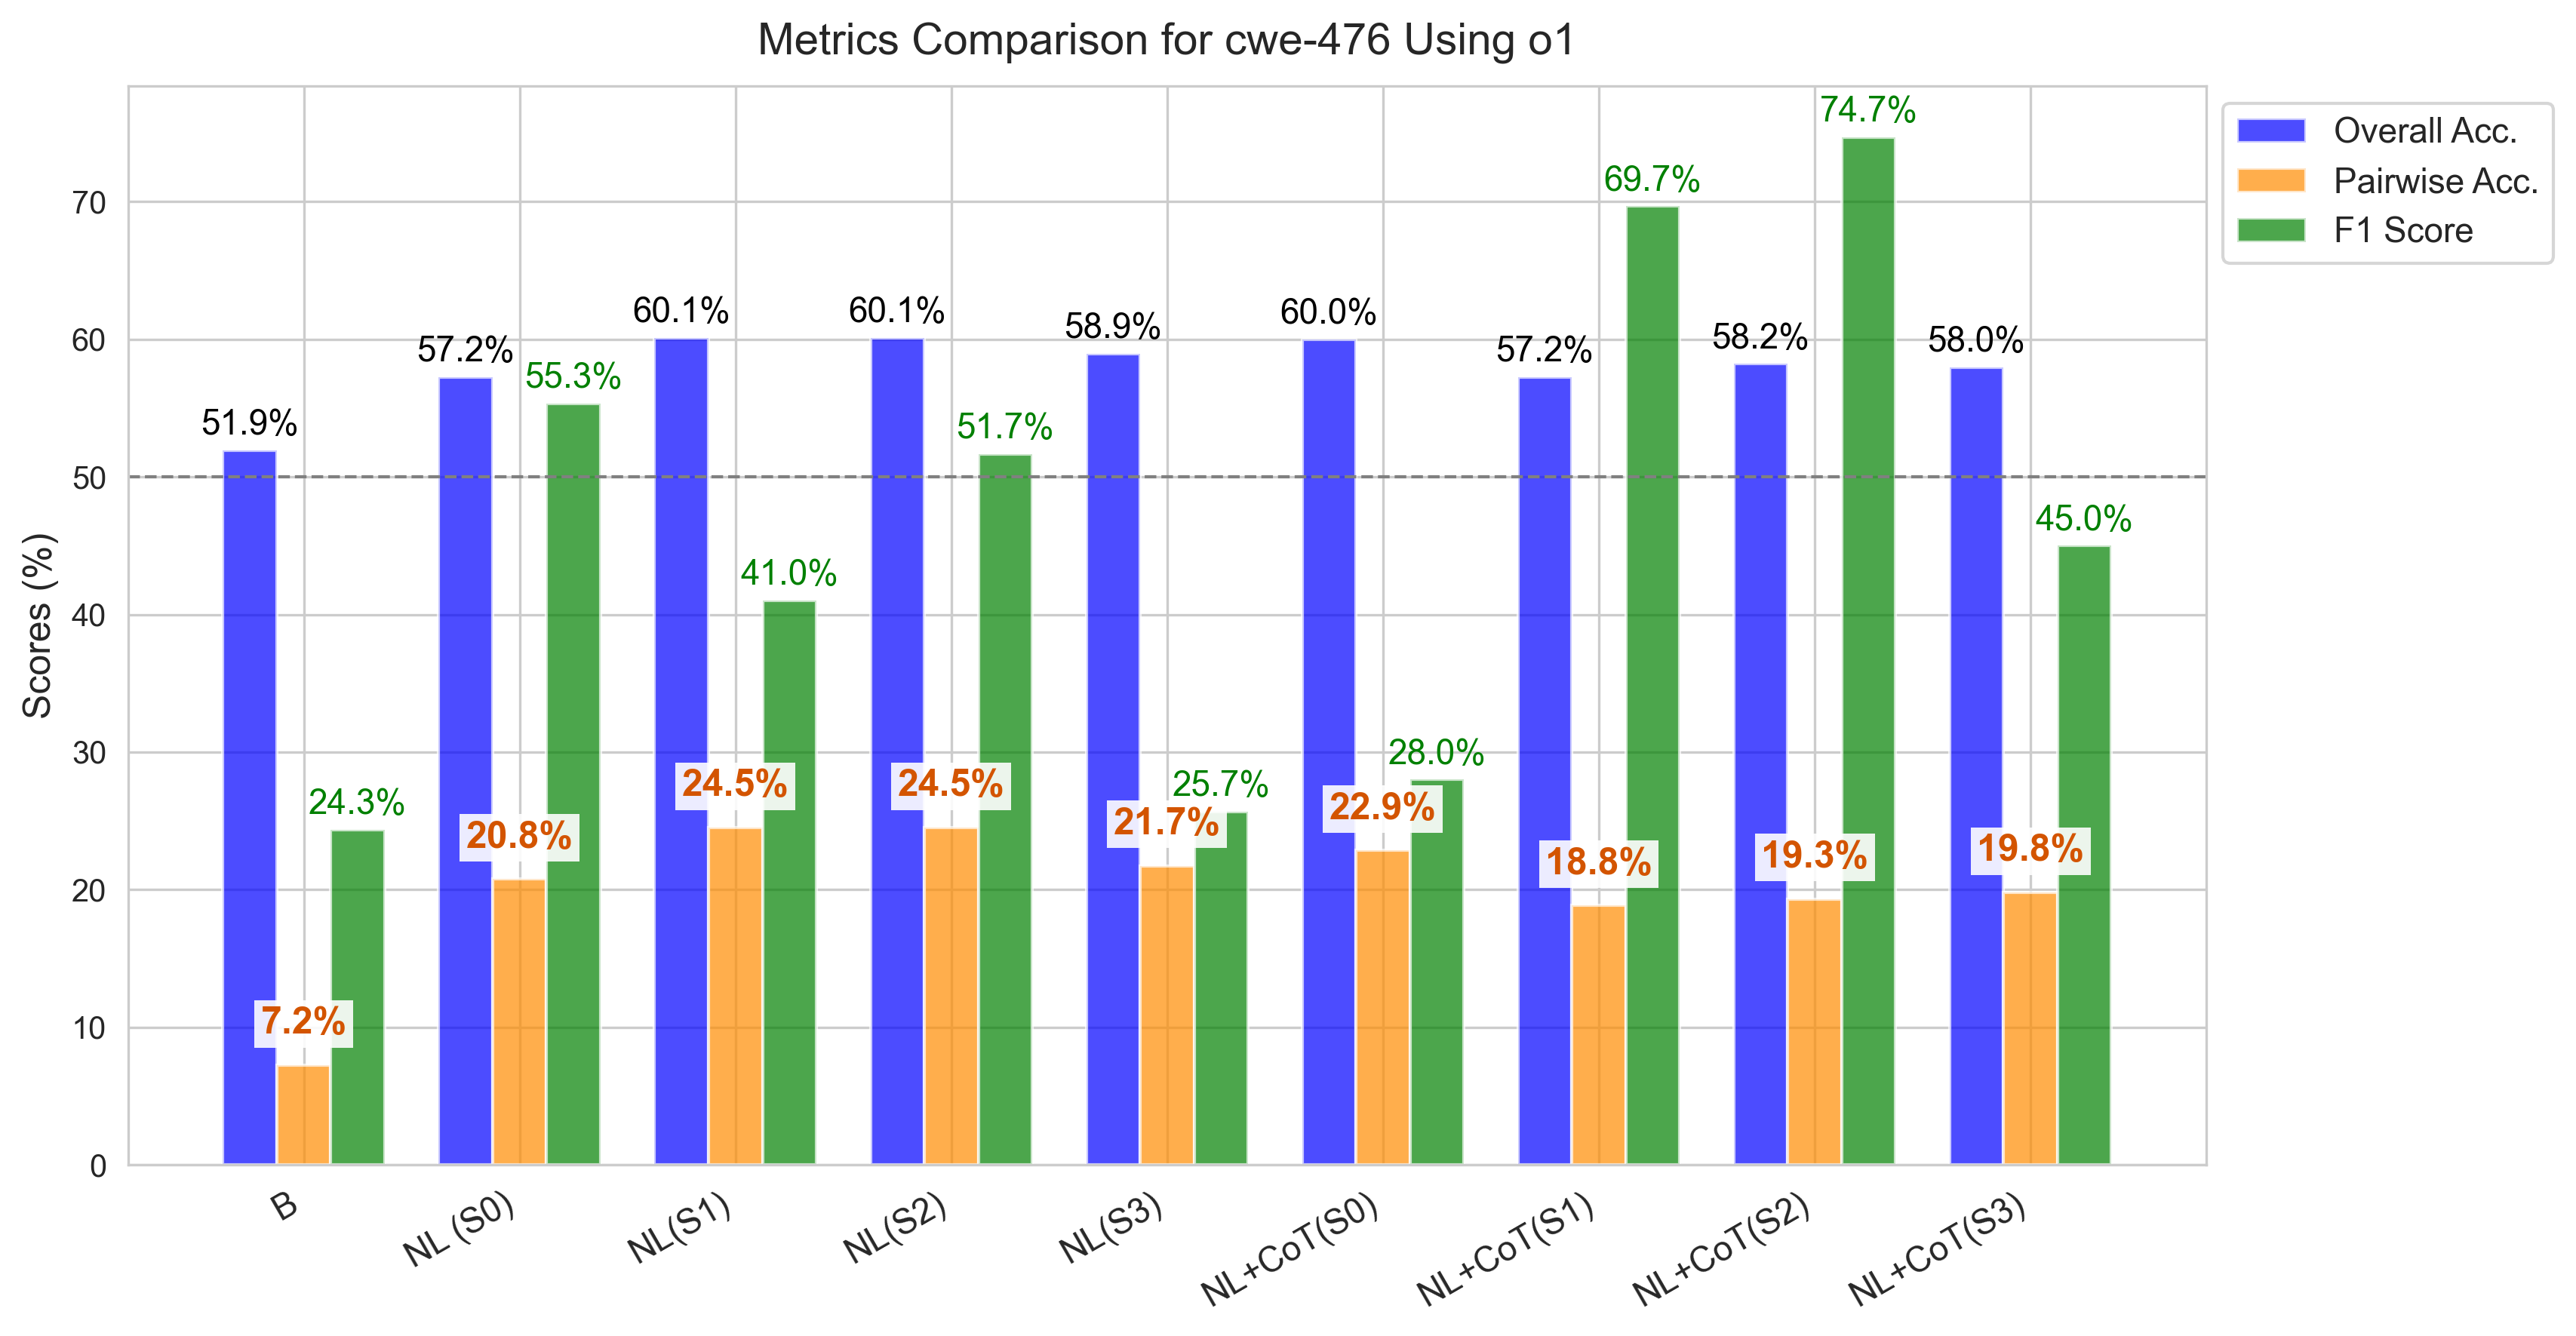 Metrics Comparison for cwe-476 Using o1
Overall Acc.
Pairwise Acc.
F1 Score
Scores (%)
70
60
50
40
30
20
10
0
51.9%
7.2%
24.3%
57.2%
20.8%
55.3%
60.1%
24.5%
41.0%
60.1%
24.5%
51.7%
58.9%
21.7%
25.7%
60.0%
22.9%
28.0%
57.2%
18.8%
69.7%
58.2%
19.3%
74.7%
58.0%
19.8%
45.0%
B
NL (S0)
NL(S1)
NL(S2)
NL(S3)
NL+CoT(S0)
NL+CoT(S1)
NL+CoT(S2)
NL+CoT(S3)